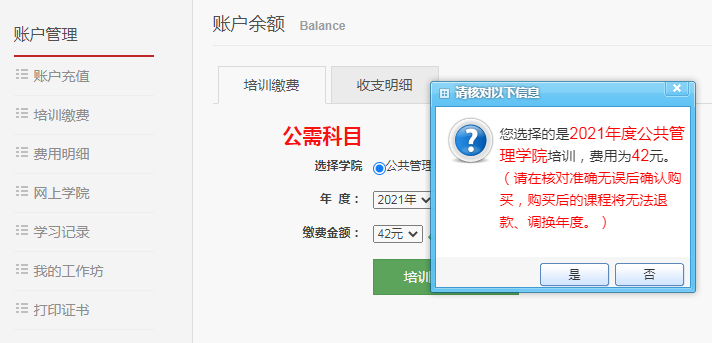 账户管理
账户充值
培训缴费
费用明细
网上学院
学习记录
我的工作坊
打印证书
账户余额 Balance
培训缴费
收支明细
公需科目
选择学院
公共管理
年 度：
2021年
缴费金额：
42元
培训
请核对以下信息
您选择的是2021年度公共管
理学院培训，费用为42元。
（请在核对准确无误后确认购
买，购买后的课程将无法退
款、调换年度。）
是
否